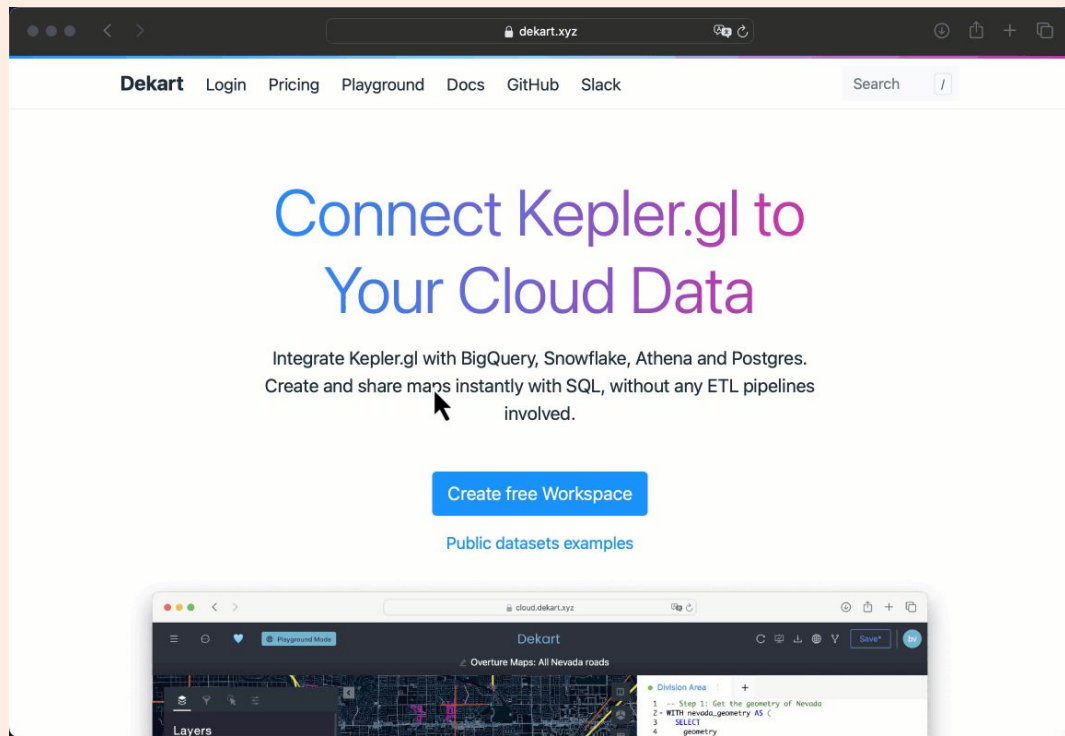 dekart.xyz
Dekart Login Pricing Playground Docs GitHub Slack Search /
Connect Kepler.gl to
Your Cloud Data
Integrate Kepler.gl with BigQuery, Snowflake, Athena and Postgres.
Create and share maps instantly with SQL, without any ETL pipelines
involved.
Create free Workspace
Public datasets examples
cloud.dekart.xyz
Playground Mode Dekart Save* bv
Overture Maps: All Nevada roads
Division Area +
1 -- Step 1: Get the geometry of Nevada
2 WITH nevada_geometry AS (
3 SELECT
4 geometry
Layers